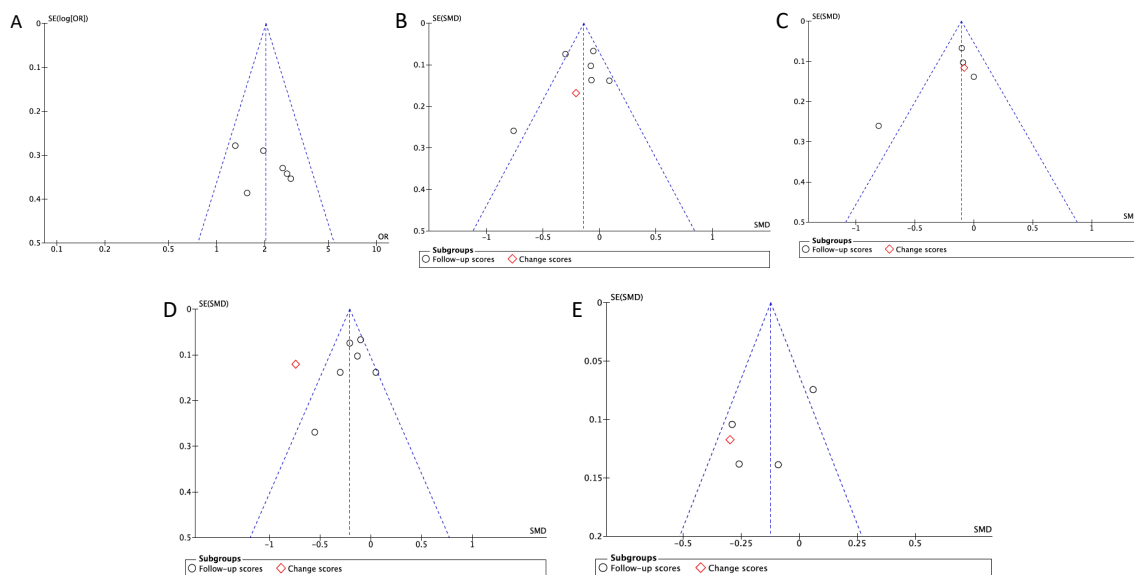 A
SE(log[OR])
0
0.1
0.2
0.3
0.4
0.5
0.1 0.2 0.5 1 2 5 10
OR
B
SE(SMD)
0
0.1
0.2
0.3
0.4
0.5
-1 -0.5 0 0.5 1
SMD
Subgroups
Follow-up scores Change scores
C
SE(SMD)
0
0.1
0.2
0.3
0.4
0.5
-1 -0.5 0 0.5 1
SM
Subgroups
Follow-up scores Change scores
D
SE(SMD)
0
0.1
0.2
0.3
0.4
0.5
-1 -0.5 0 0.5 1
SMD
Subgroups
Follow-up scores Change scores
E
SE(SMD)
0
0.05
0.1
0.15
0.2
-0.5 -0.25 0 0.25 0.5
SMD
Subgroups
Follow-up scores Change scores